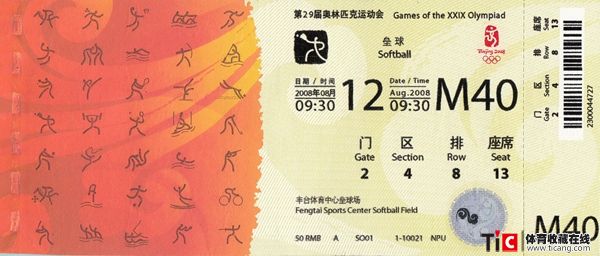 第29届奥林匹克运动会 Games of the XXIX Olympiad
垒球
Softball
Beijing 2008
日期 / 时间
2008年08月
09:30
12
Date / Time
Aug.2008
09:30
M40
门 区 排 座席
Gate Section Row Seat
2 4 8 13
丰台体育中心垒球场
Fengtai Sports Center Softball Field
50 RMB A SO01 1-10021 NPU
座席 Seat 13
排 Row 8
区 Section 4
门 Gate 2
2300044727
M40
TiC 体育收藏在线
ticang.com